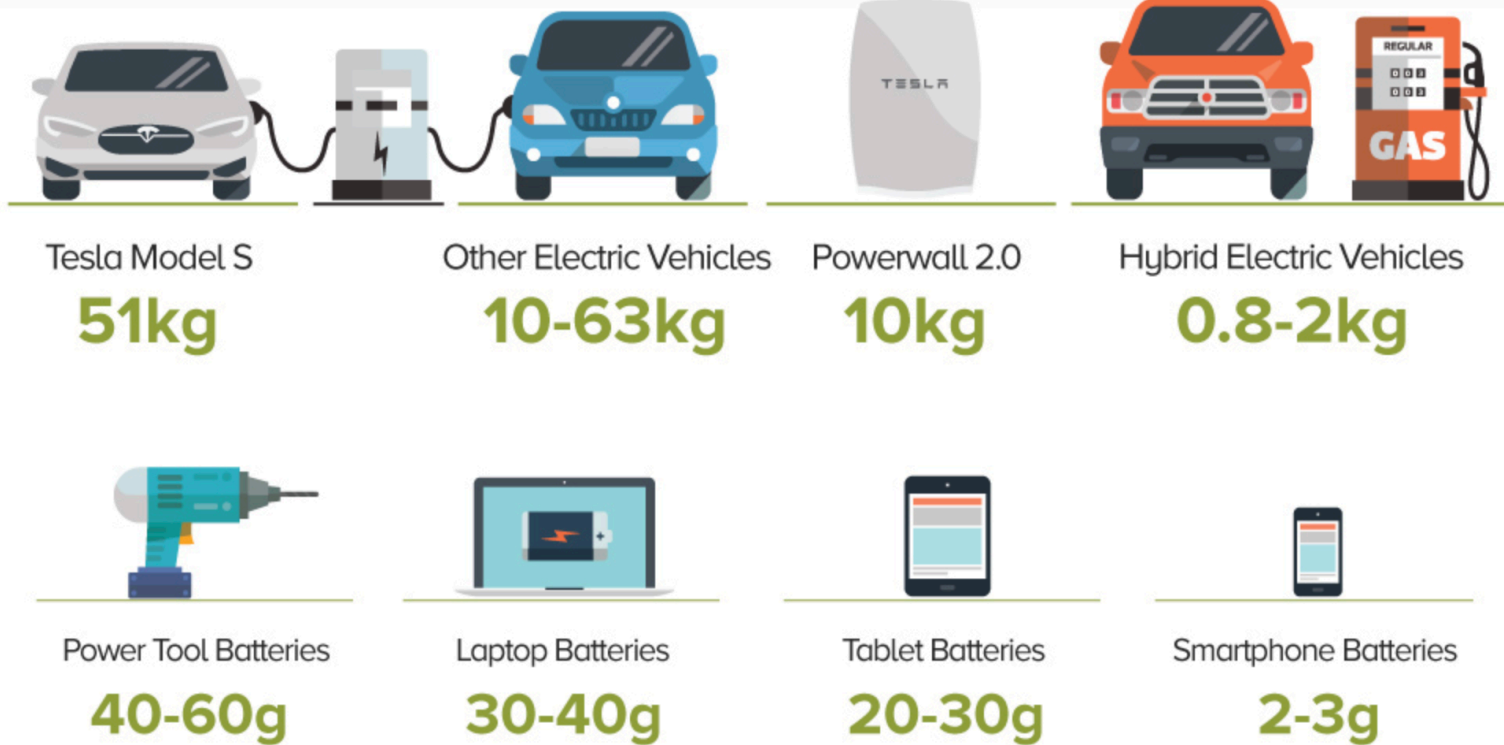 TESLA
REGULAR
003
003
GAS
Tesla Model S
51kg
Other Electric Vehicles
10-63kg
Powerwall 2.0
10kg
Hybrid Electric Vehicles
0.8-2kg
Power Tool Batteries
40-60g
Laptop Batteries
30-40g
Tablet Batteries
20-30g
Smartphone Batteries
2-3g